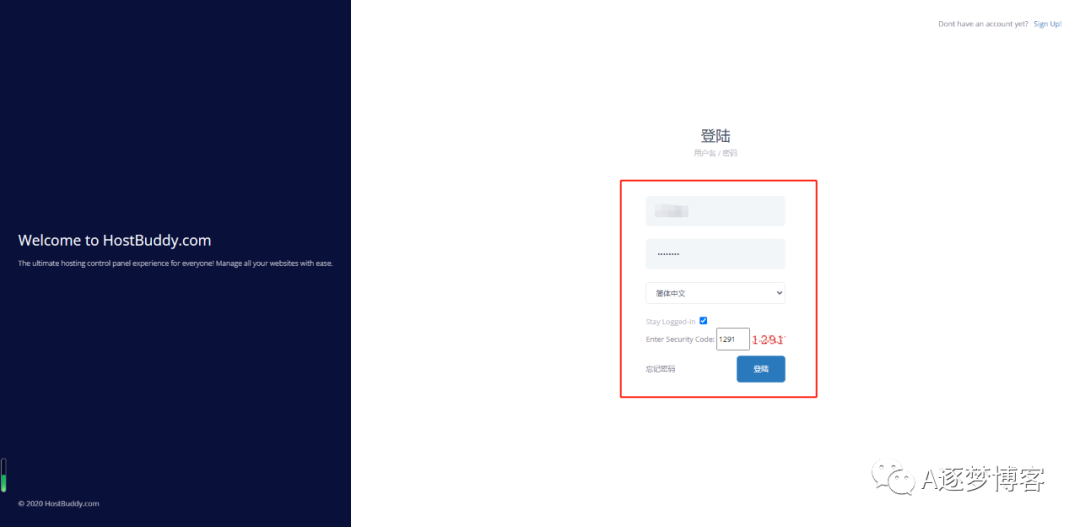 Dont have an account yet? Sign Up!
登陆
用户名 / 密码
Welcome to HostBuddy.com
The ultimate hosting control panel experience for everyone! Manage all your websites with ease.
简体中文
Stay Logged-in
Enter Security Code: 1291 1291
忘记密码 登陆
© 2020 HostBuddy.com
A逐梦博客